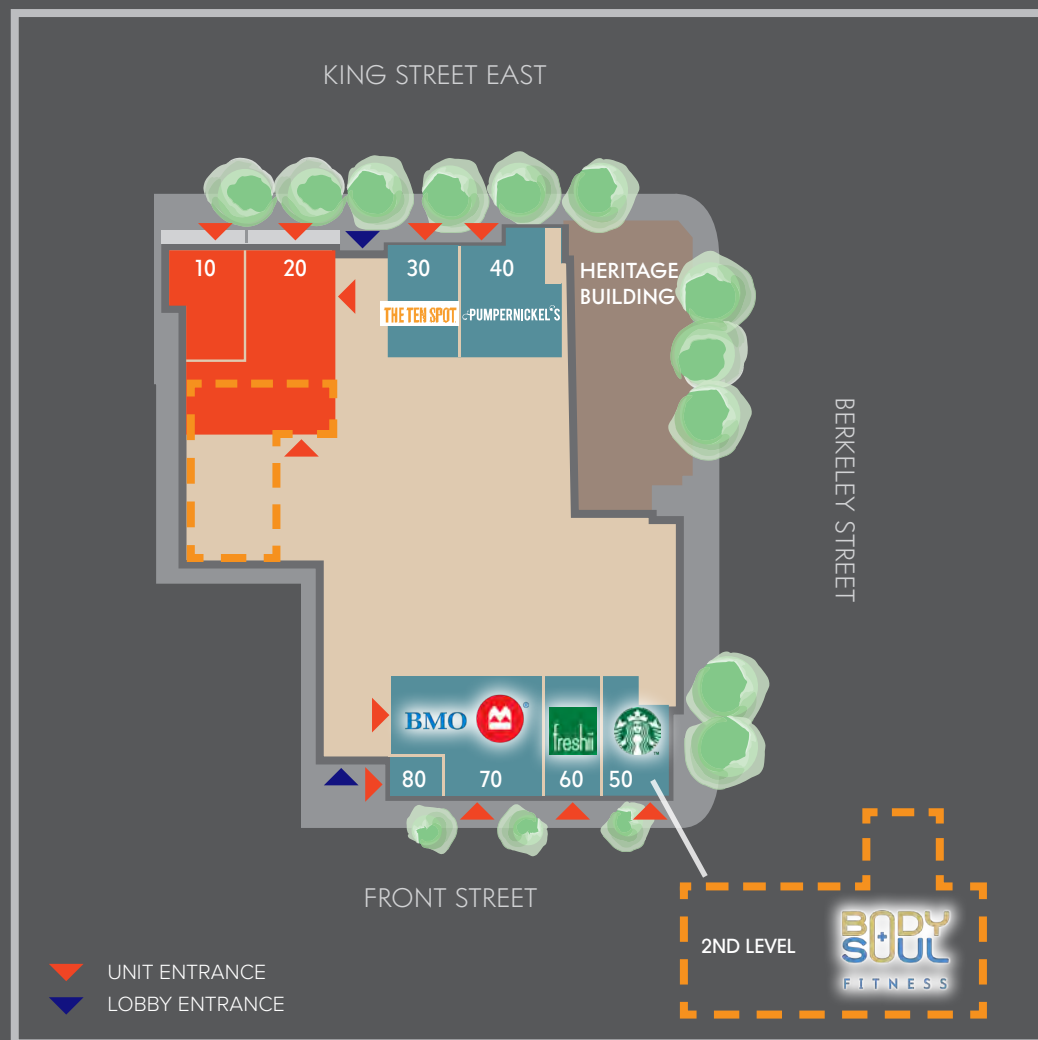 KING STREET EAST
10
20
30
40
HERITAGE
BUILDING
THE TEN SPOT
PUMPERNICKEL'S
BERKELEY STREET
BMO
freshii
80
70
60
50
FRONT STREET
2ND LEVEL
BODY
+
SOUL
FITNESS
UNIT ENTRANCE
LOBBY ENTRANCE